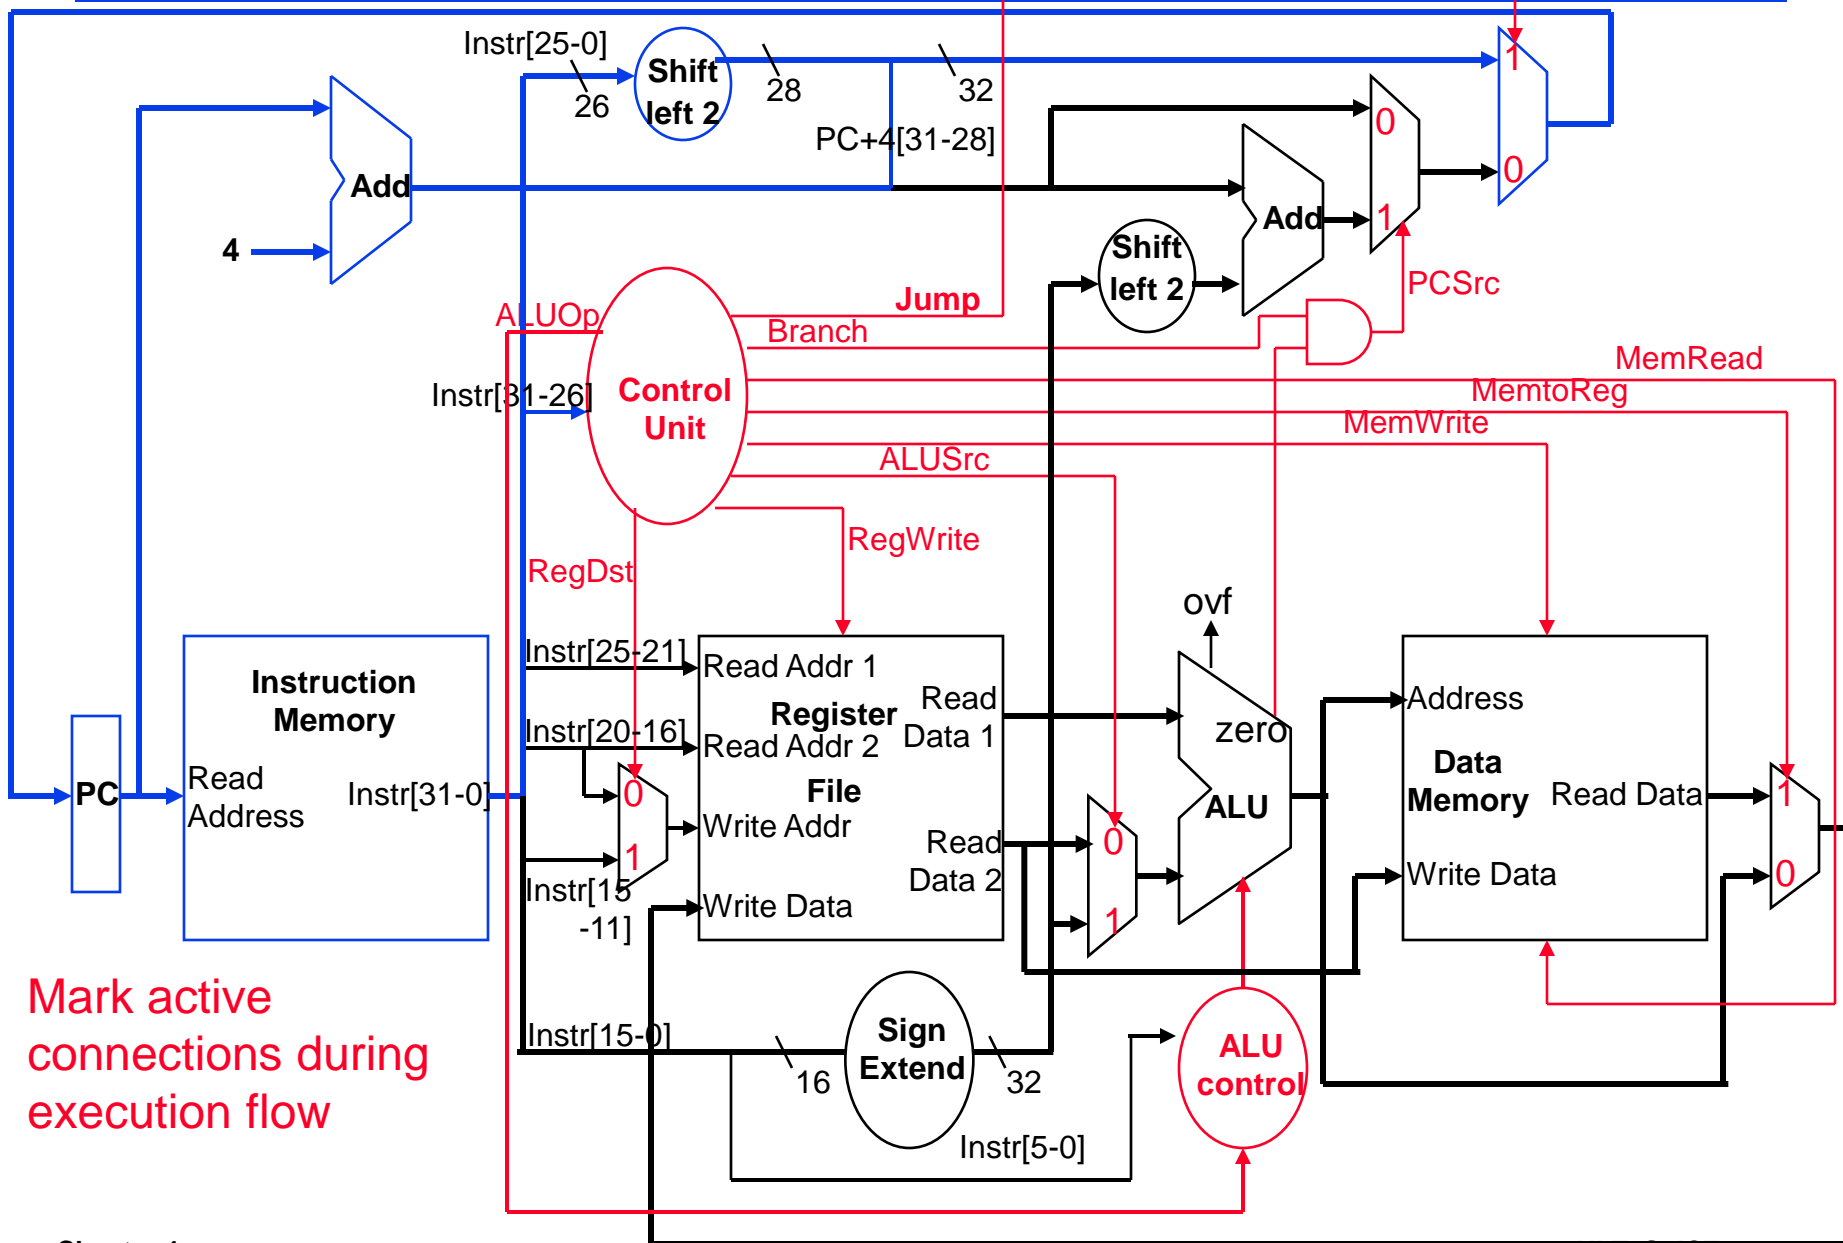 Instr[25-0]
Shift
left 2
26
28
32
1
0
PC+4[31-28]
Add
4
0
1
Add
Shift
left 2
PCSrc
ALUOp
Jump
Branch
MemRead
Instr[31-26]
Control
Unit
MemtoReg
MemWrite
ALUSrc
RegWrite
RegDst
ovf
Instruction
Memory
Instr[25-21]
Read Addr 1
Register
Read
Data 1
Instr[20-16]
Read Addr 2
zero
Address
Data
Memory
PC
Read
Address
Instr[31-0]
0
File
ALU
Read Data
1
Write Addr
1
Read
Data 2
0
Write Data
0
Instr[15
-11]
Write Data
1
Mark active
connections during
execution flow
Instr[15-0]
16
Sign
Extend
32
ALU
control
Instr[5-0]